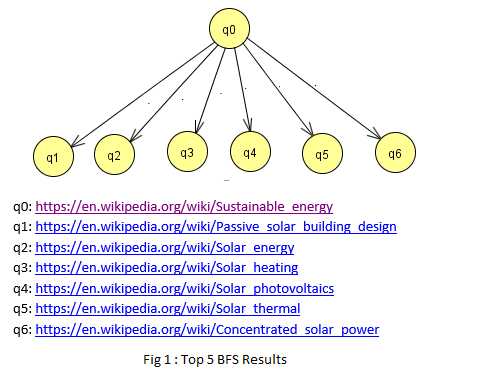 q0
q1
q2
q3
q4
q5
q6
q0: https://en.wikipedia.org/wiki/Sustainable_energy
q1: https://en.wikipedia.org/wiki/Passive_solar_building_design
q2: https://en.wikipedia.org/wiki/Solar_energy
q3: https://en.wikipedia.org/wiki/Solar_heating
q4: https://en.wikipedia.org/wiki/Solar_photovoltaics
q5: https://en.wikipedia.org/wiki/Solar_thermal
q6: https://en.wikipedia.org/wiki/Concentrated_solar_power
Fig 1 : Top 5 BFS Results